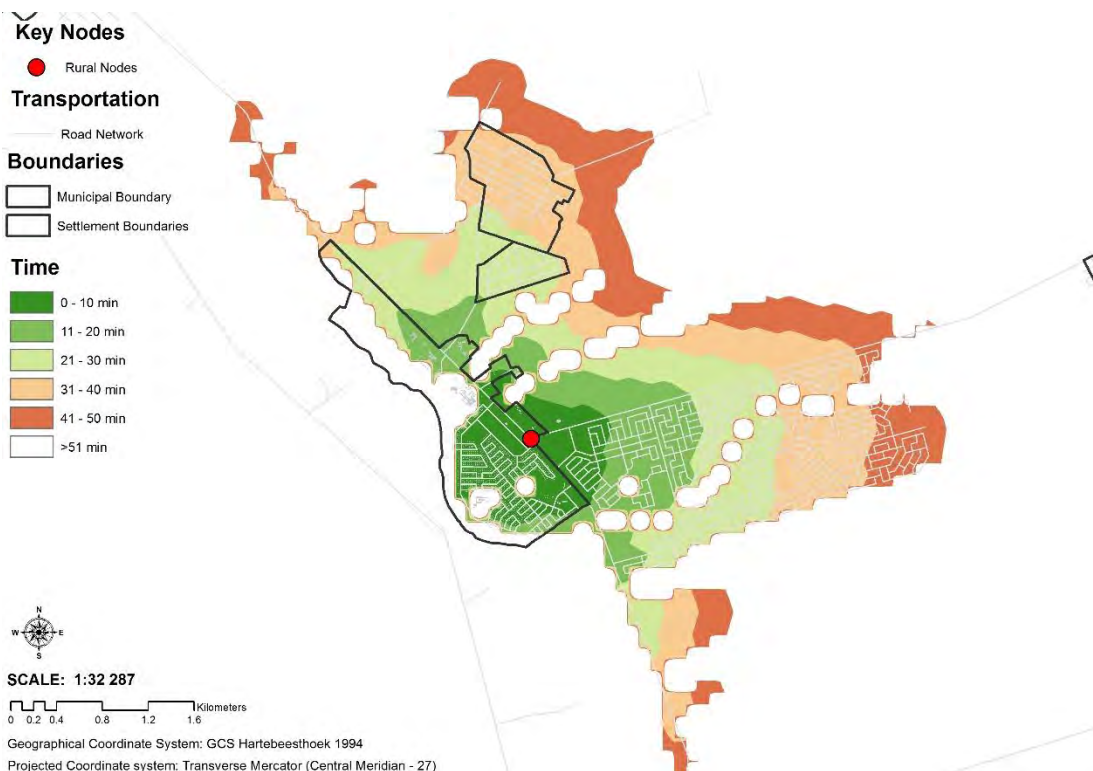 Key Nodes
Rural Nodes
Transportation
Road Network
Boundaries
Municipal Boundary
Settlement Boundaries
Time
0 - 10 min
11 - 20 min
21 - 30 min
31 - 40 min
41 - 50 min
>51 min
N
W E
S
SCALE: 1:32 287
Kilometers
0 0.2 0.4 0.8 1.2 1.6
Geographical Coordinate System: GCS Hartebeesthoek 1994
Projected Coordinate system: Transverse Mercator (Central Meridian - 27)